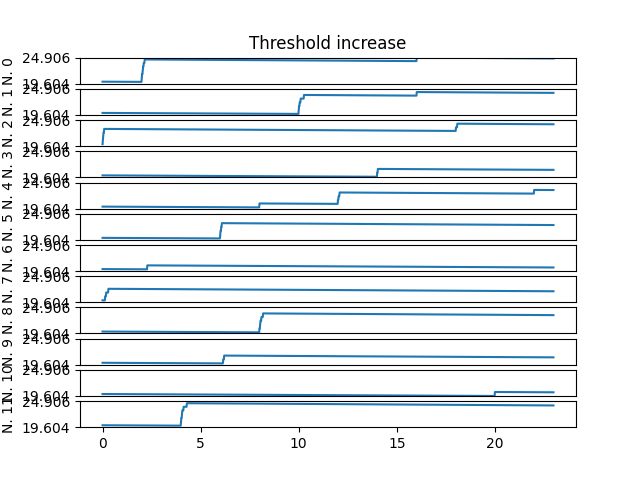 Threshold increase
24.906
N. 0
19.604
24.906
N. 1
19.604
24.906
N. 2
19.604
24.906
N. 3
19.604
24.906
N. 4
19.604
24.906
N. 5
19.604
24.906
N. 6
19.604
24.906
N. 7
19.604
24.906
N. 8
19.604
24.906
N. 9
19.604
24.906
N. 10
19.604
24.906
N. 11
19.604
0 5 10 15 20